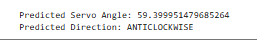 Predicted Servo Angle: 59.399951479685264
Predicted Direction: ANTICLOCKWISE